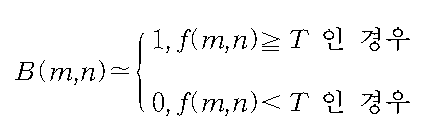 B(m,n)≃{1, f(m,n)≧ T 인 경우
0, f(m,n)< T 인 경우